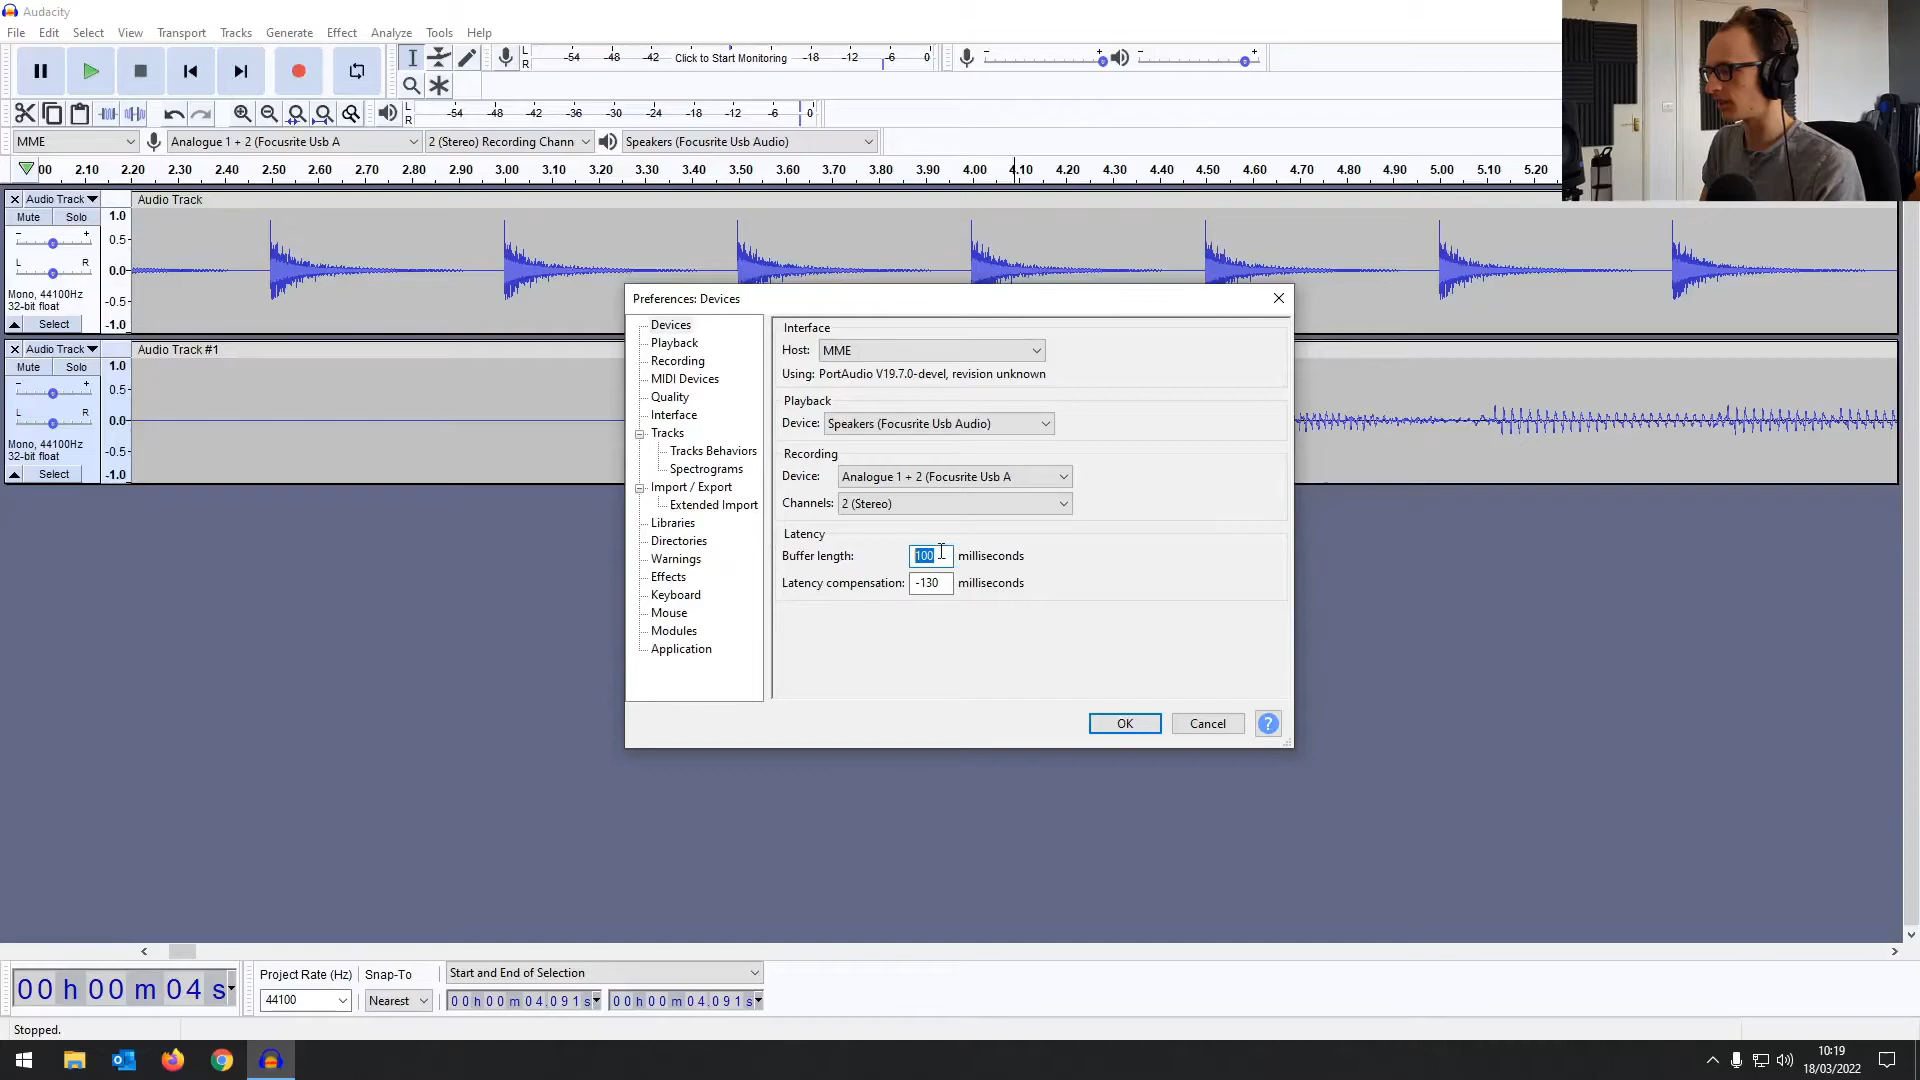 Audacity
File Edit Select View Transport Tracks Generate Effect Analyze Tools Help
L R -54 -48 -42 Click to Start Monitoring -18 -12 -6 0 - + - +
L R -54 -48 -42 -36 -30 -24 -18 -12 -6 0
MME Analogue 1 + 2 (Focusrite Usb A 2 (Stereo) Recording Chann Speakers (Focusrite Usb Audio)
00 2.10 2.20 2.30 2.40 2.50 2.60 2.70 2.80 2.90 3.00 3.10 3.20 3.30 3.40 3.50 3.60 3.70 3.80 3.90 4.00 4.10 4.20 4.30 4.40 4.50 4.60 4.70 4.80 4.90 5.00 5.10 5.20
Audio Track Audio Track
Mute Solo 1.0
- + 0.5
L R 0.0
Mono, 44100Hz
32-bit float -0.5
Select -1.0
Audio Track Audio Track #1
Mute Solo 1.0
- + 0.5
L R 0.0
Mono, 44100Hz
32-bit float -0.5
Select -1.0
Preferences: Devices
Devices
Playback
Recording
MIDI Devices
Quality
Interface
Tracks
Tracks Behaviors
Spectrograms
Import / Export
Extended Import
Libraries
Directories
Warnings
Effects
Keyboard
Mouse
Modules
Application
Interface
Host: MME
Using: PortAudio V19.7.0-devel, revision unknown
Playback
Device: Speakers (Focusrite Usb Audio)
Recording
Device: Analogue 1 + 2 (Focusrite Usb A
Channels: 2 (Stereo)
Latency
Buffer length: 100 milliseconds
Latency compensation: -130 milliseconds
OK Cancel ?
00 h 00 m 04 s
Project Rate (Hz) Snap-To Start and End of Selection
44100 Nearest 00 h 00 m 04.091 s 00 h 00 m 04.091 s
Stopped.
10:19
18/03/2022